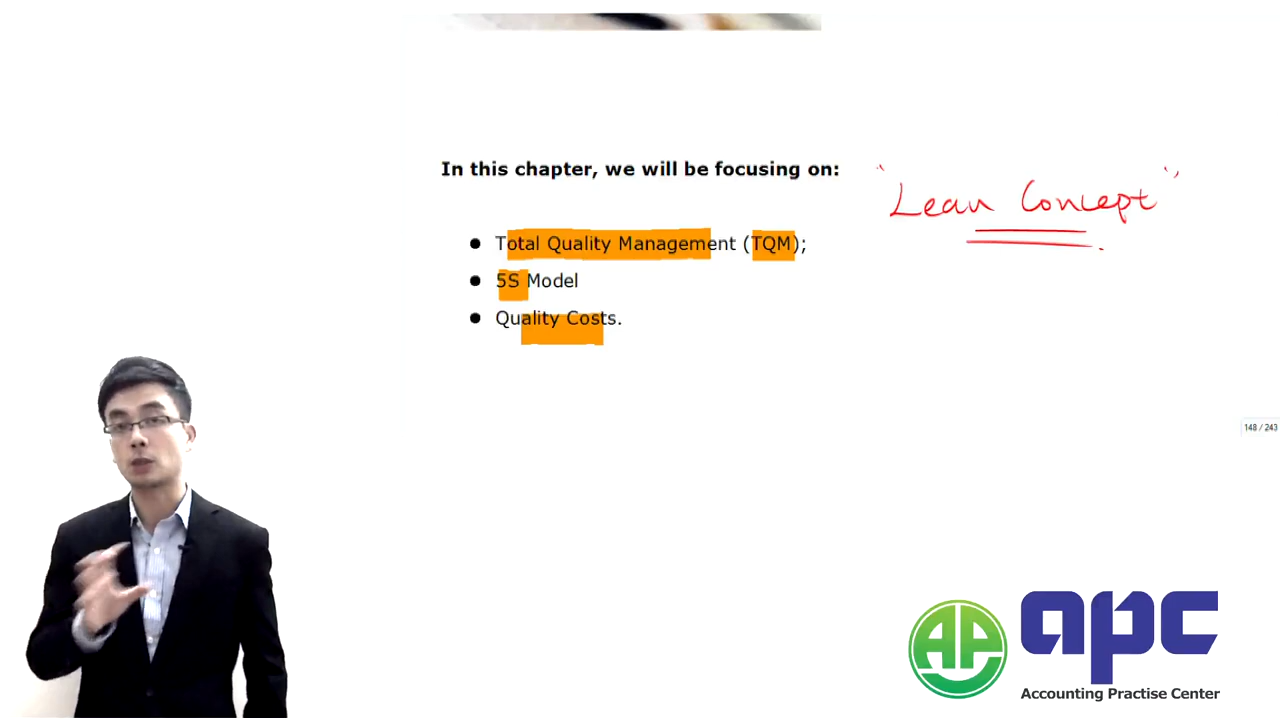 In this chapter, we will be focusing on:
"Lean Concept"
● Total Quality Management (TQM);
● 5S Model
● Quality Costs.
148 / 243
AP
apc
Accounting Practise Center